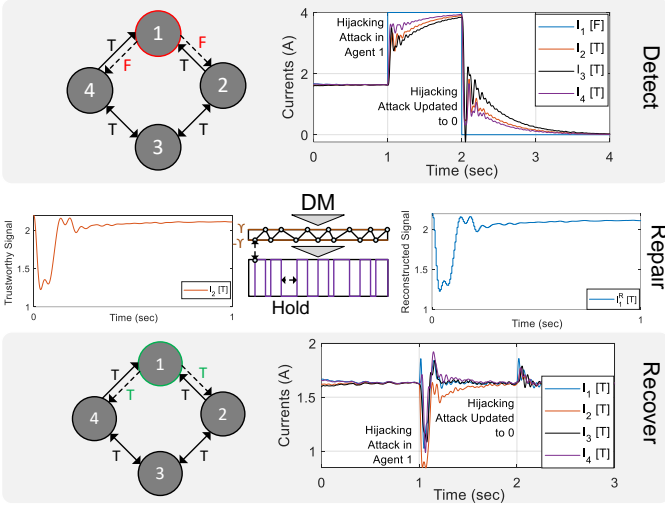 1
T
F
F
T
4
2
T
T
3
Currents (A)
4
2
0
Hijacking
Attack in
Agent 1
Hijacking
Attack Updated
to 0
I1 [F]
I2 [T]
I3 [T]
I4 [T]
0
1
2
3
4
Time (sec)
Detect
Trustworthy Signal
2
1.5
1
I2 [T]
0
1
Time (sec)
DM
ϒ
-ϒ
Hold
Reconstructed Signal
2
1.5
1
I1R [T]
0
1
Time (sec)
Repair
1
T
T
T
T
4
2
T
T
3
Currents (A)
2
1.5
1
Hijacking
Attack in
Agent 1
Hijacking
Attack Updated
to 0
I1 [T]
I2 [T]
I3 [T]
I4 [T]
0
1
2
3
Time (sec)
Recover